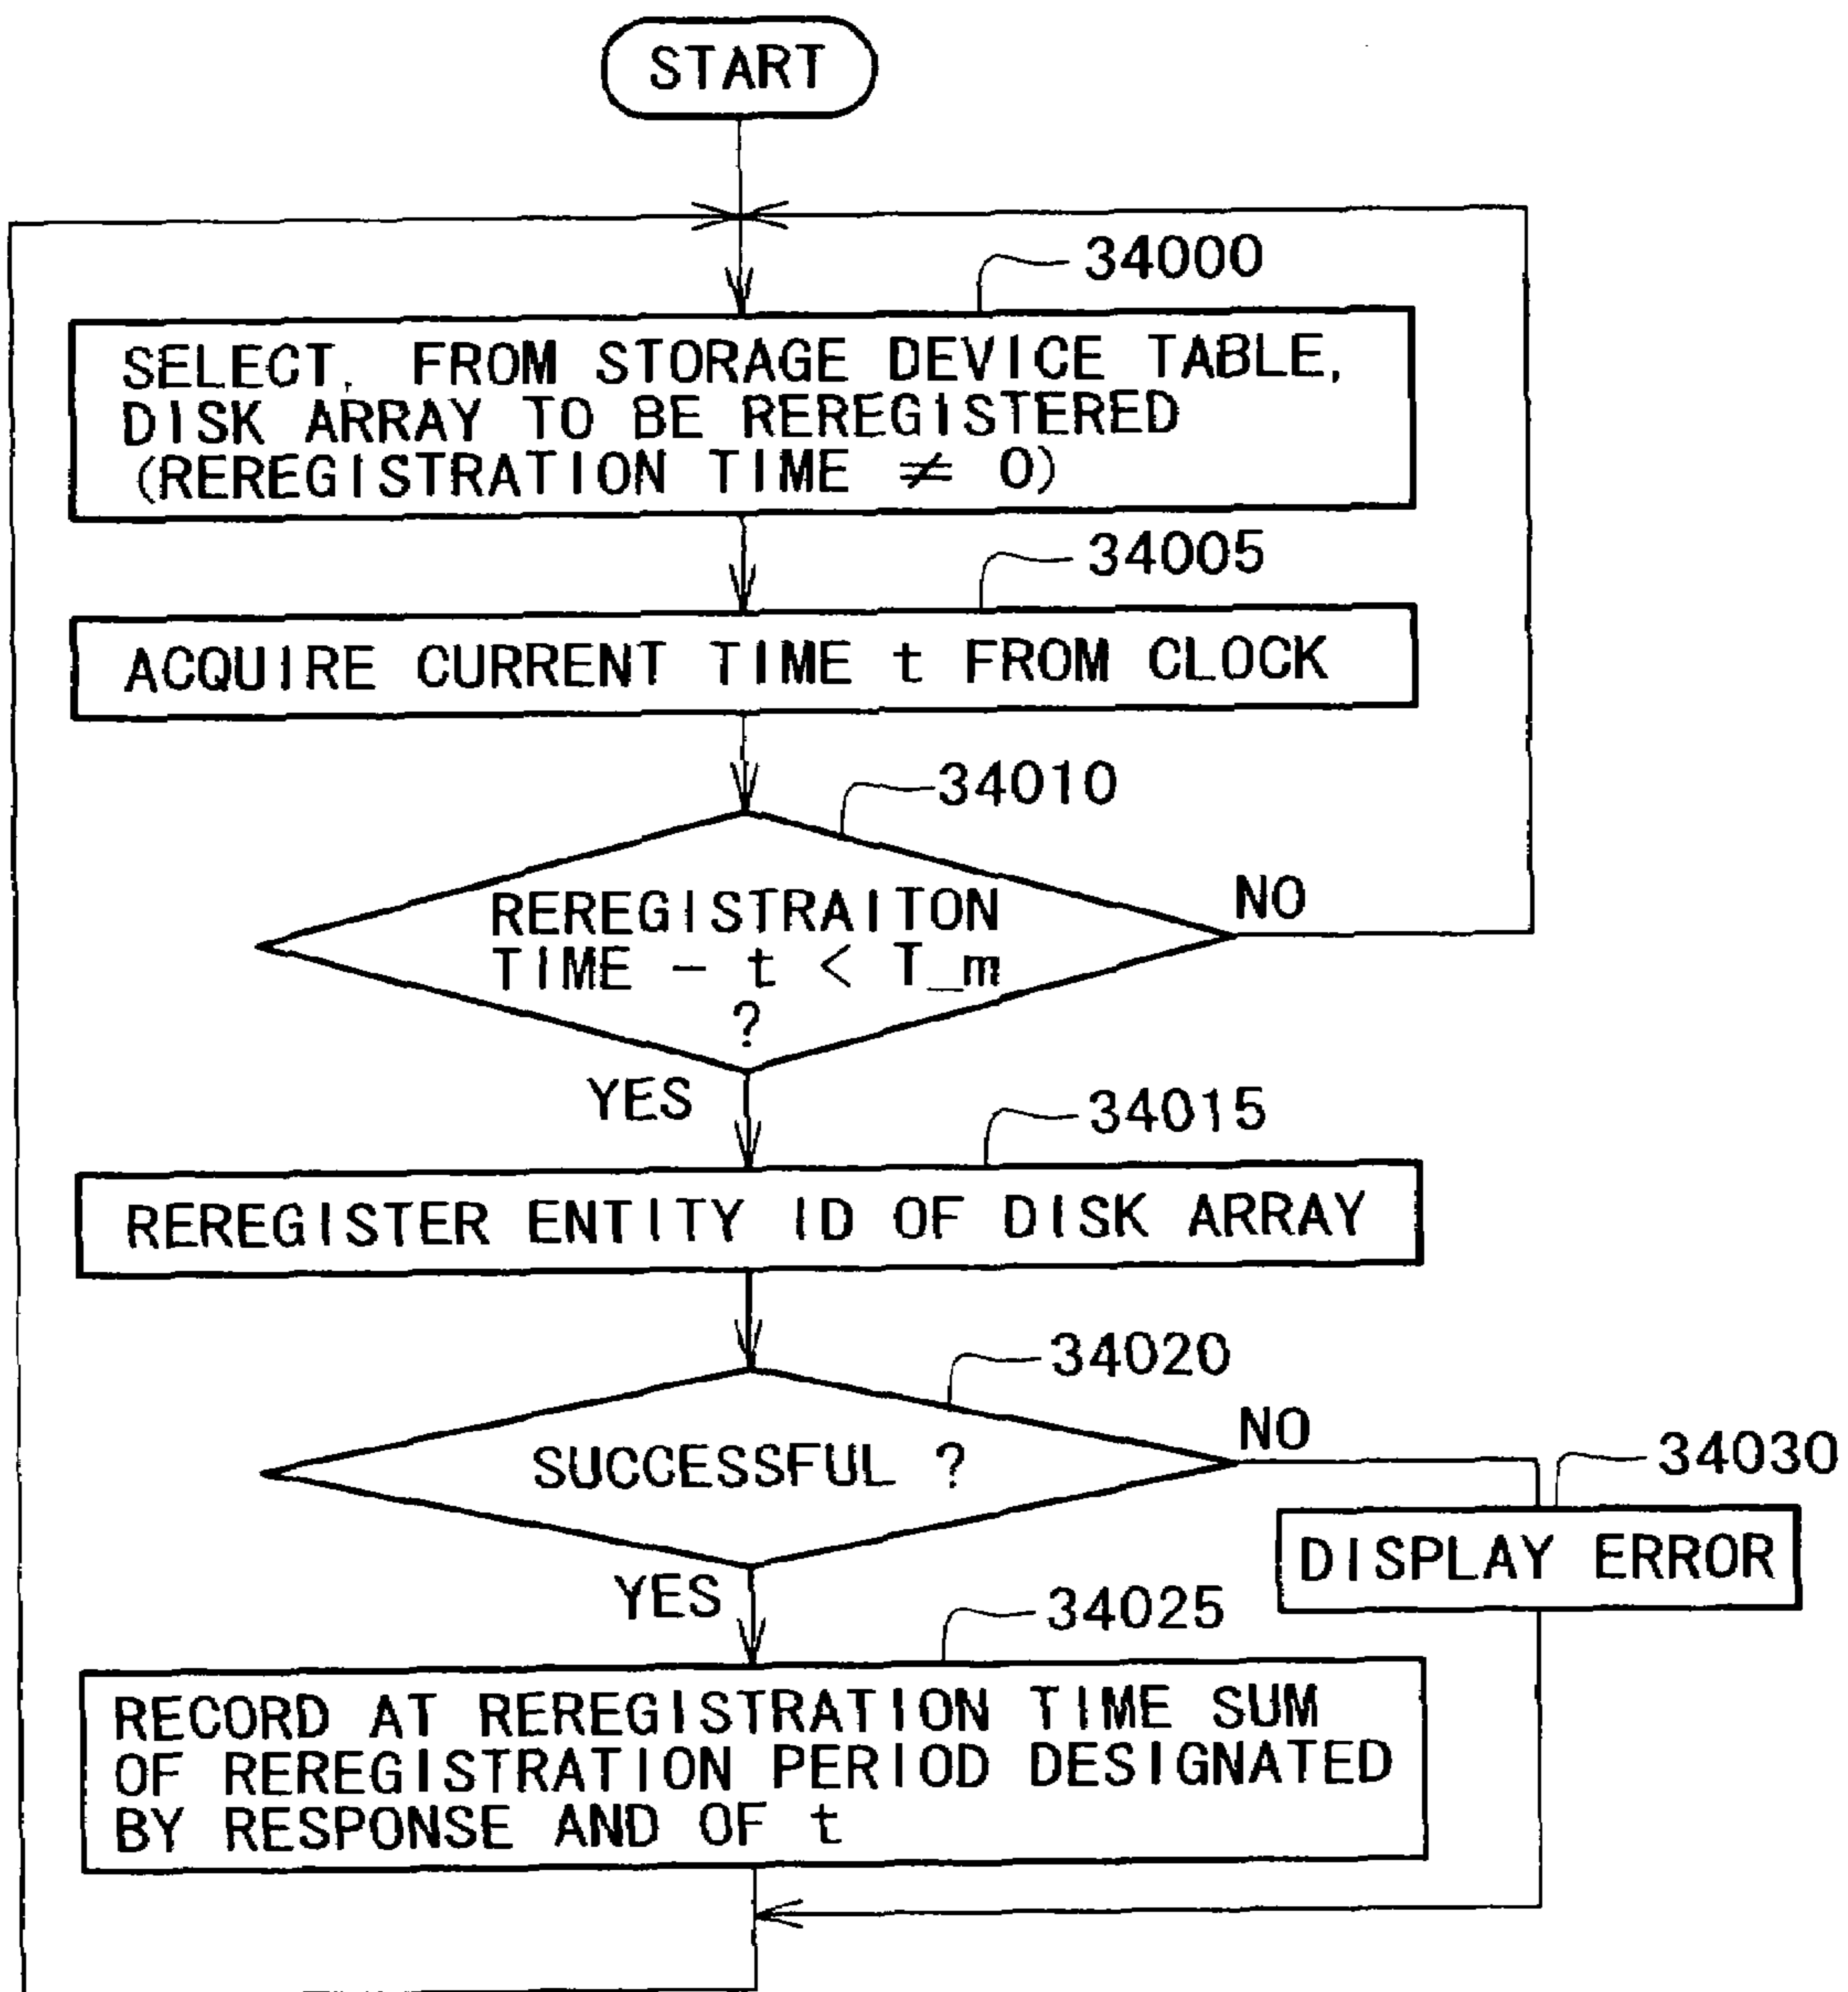 START
34000
SELECT, FROM STORAGE DEVICE TABLE,
DISK ARRAY TO BE REREGISTERED
(REREGISTRATION TIME ≠ 0)
34005
ACQUIRE CURRENT TIME t FROM CLOCK
34010
REREGISTRAITON
TIME - t < T_m
?
NO
YES
34015
REREGISTER ENTITY ID OF DISK ARRAY
34020
SUCCESSFUL ?
NO
34030
DISPLAY ERROR
YES
34025
RECORD AT REREGISTRATION TIME SUM
OF REREGISTRATION PERIOD DESIGNATED
BY RESPONSE AND OF t